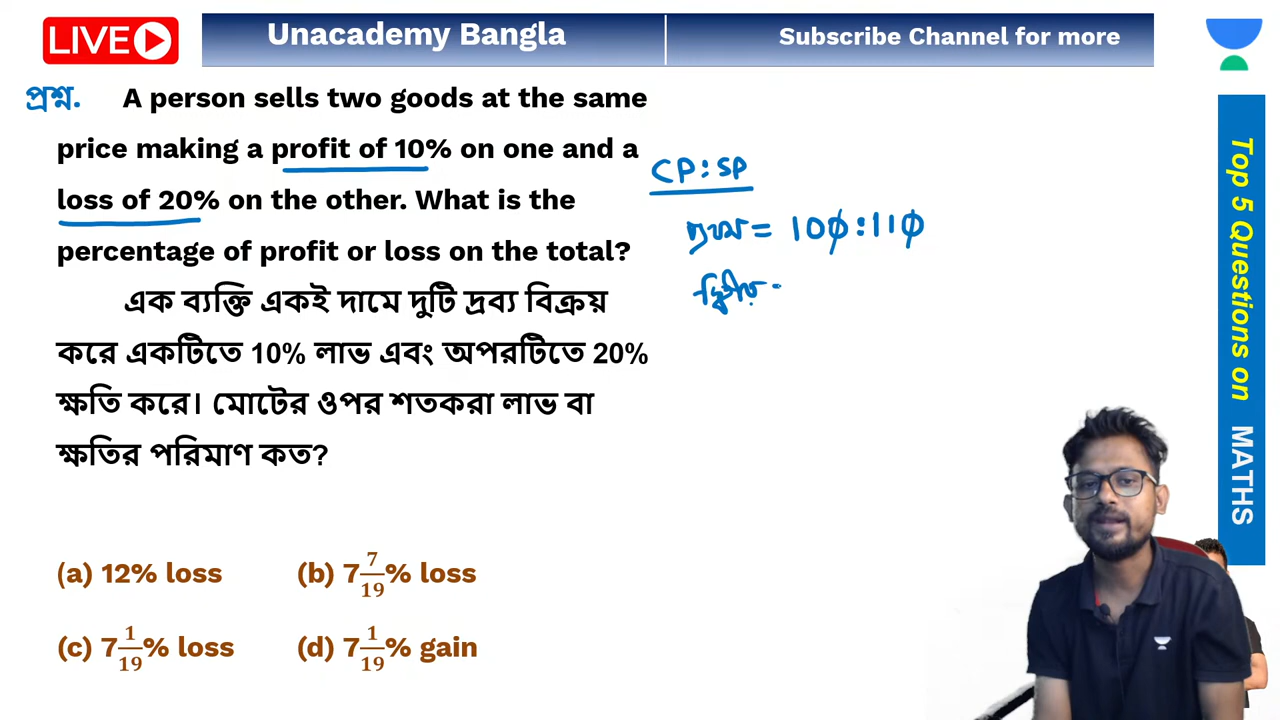 LIVE
Unacademy Bangla
Subscribe Channel for more
প্রশ্ন. A person sells two goods at the same
price making a profit of 10% on one and a
loss of 20% on the other. What is the
percentage of profit or loss on the total?
এক ব্যক্তি একই দামে দুটি দ্রব্য বিক্রয়
করে একটিতে 10% লাভ এবং অপরটিতে 20%
ক্ষতি করে। মোটের ওপর শতকরা লাভ বা
ক্ষতির পরিমাণ কত?
(a) 12% loss (b) 7 7/19% loss
(c) 7 1/19% loss (d) 7 1/19% gain
CP : SP
= 100 : 110
দ্বিতীয়
Top 5 Questions on MATHS